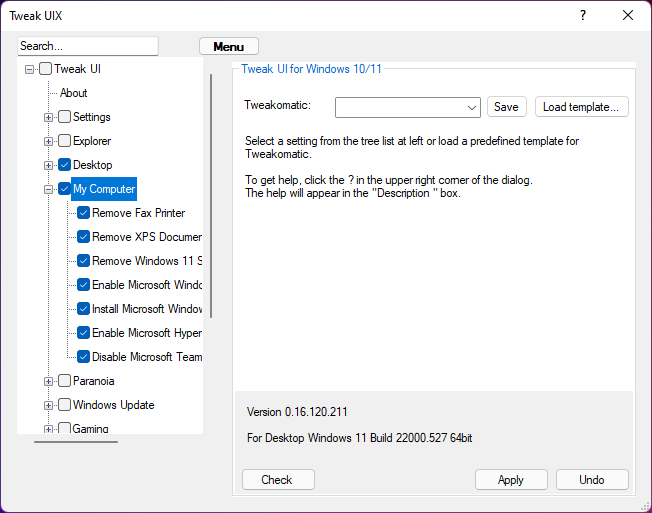 Tweak UIX
?
Search...
Menu
Tweak UI
About
Settings
Explorer
Desktop
My Computer
Remove Fax Printer
Remove XPS Documen
Remove Windows 11 S
Enable Microsoft Windo
Install Microsoft Window
Enable Microsoft Hyper
Disable Microsoft Team
Paranoia
Windows Update
Gaming
Tweak UI for Windows 10/11
Tweakomatic:
Save
Load template...
Select a setting from the tree list at left or load a predefined template for
Tweakomatic.
To get help, click the ? in the upper right corner of the dialog.
The help will appear in the "Description " box.
Version 0.16.120.211
For Desktop Windows 11 Build 22000.527 64bit
Check
Apply
Undo